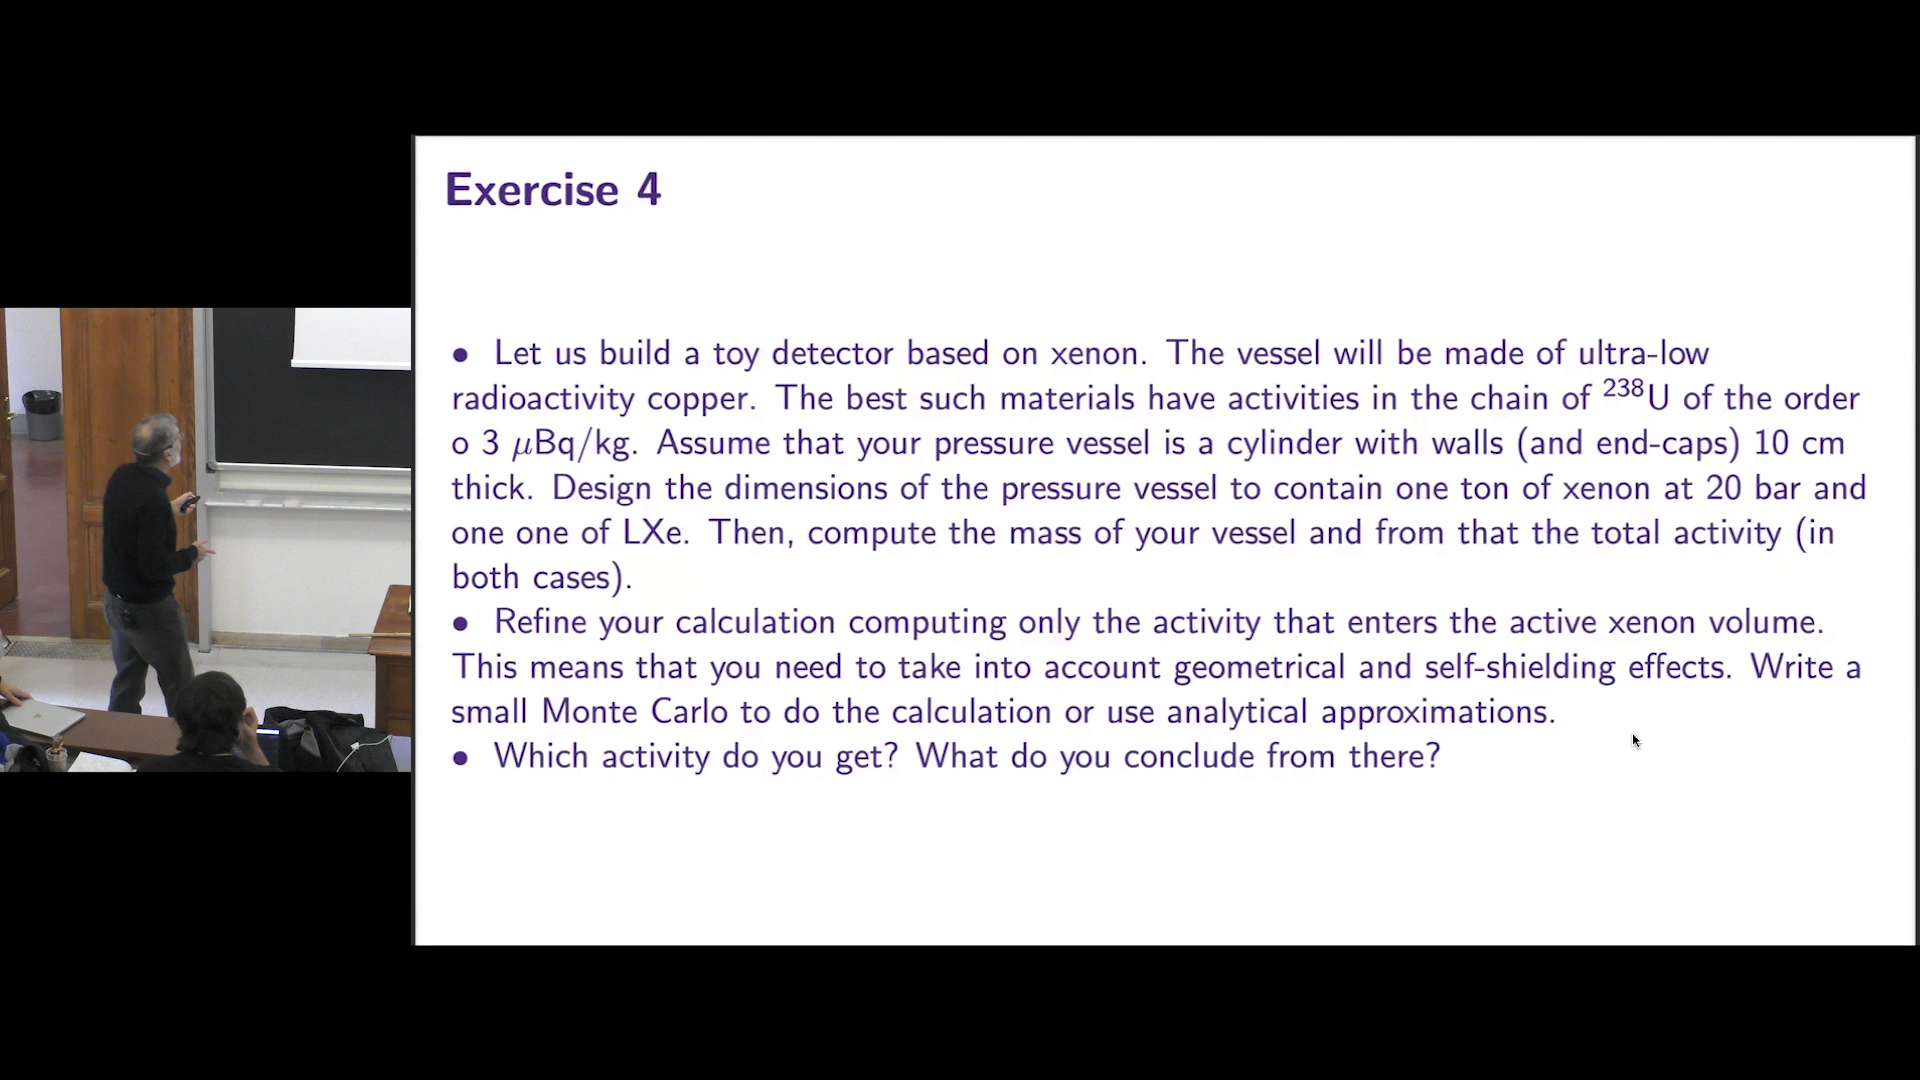 Exercise 4
• Let us build a toy detector based on xenon. The vessel will be made of ultra-low
radioactivity copper. The best such materials have activities in the chain of ²³⁸U of the order
o 3 μBq/kg. Assume that your pressure vessel is a cylinder with walls (and end-caps) 10 cm
thick. Design the dimensions of the pressure vessel to contain one ton of xenon at 20 bar and
one one of LXe. Then, compute the mass of your vessel and from that the total activity (in
both cases).
• Refine your calculation computing only the activity that enters the active xenon volume.
This means that you need to take into account geometrical and self-shielding effects. Write a
small Monte Carlo to do the calculation or use analytical approximations.
• Which activity do you get? What do you conclude from there?